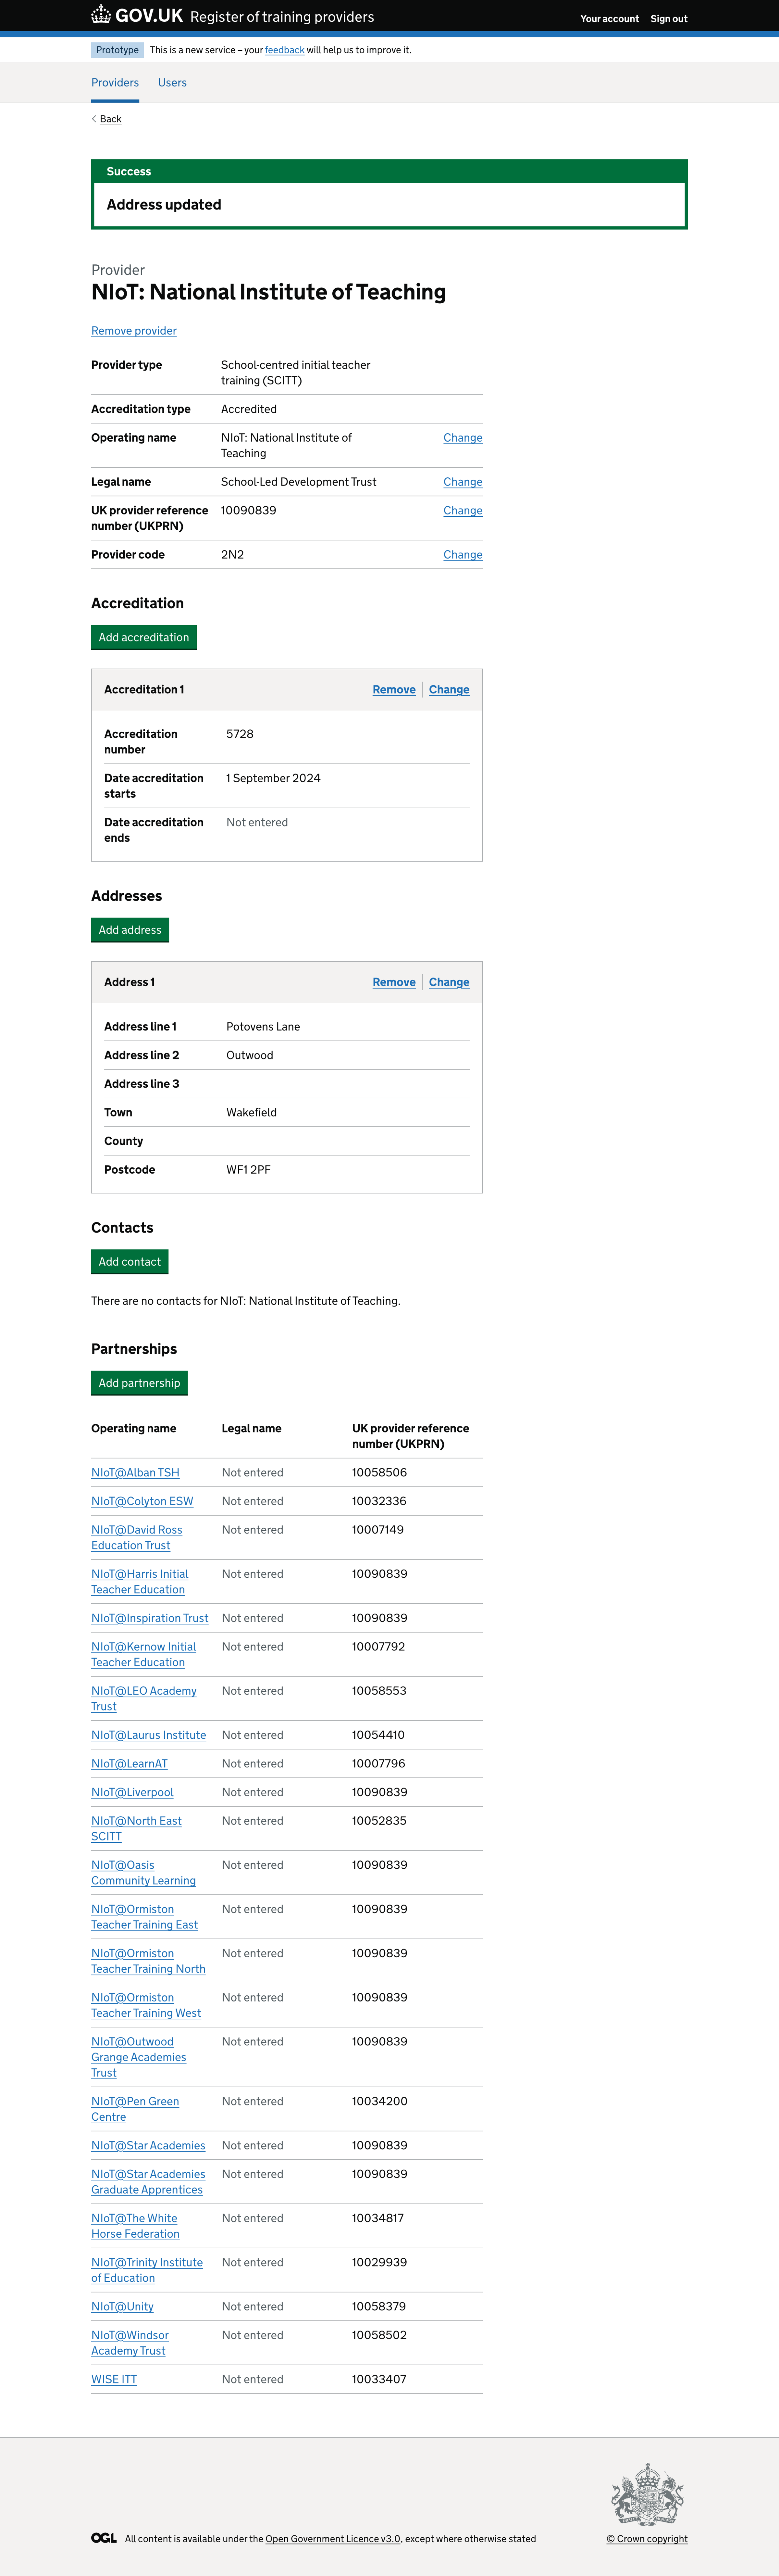 GOV.UK Register of training providers
Your account Sign out
Prototype This is a new service – your feedback will help us to improve it.
Providers Users
Back
Success
Address updated
Provider
NIoT: National Institute of Teaching
Remove provider
Provider type School-centred initial teacher
training (SCITT)
Accreditation type Accredited
Operating name NIoT: National Institute of Change
Teaching
Legal name School-Led Development Trust Change
UK provider reference 10090839 Change
number (UKPRN)
Provider code 2N2 Change
Accreditation
Add accreditation
Accreditation 1 Remove Change
Accreditation 5728
number
Date accreditation 1 September 2024
starts
Date accreditation Not entered
ends
Addresses
Add address
Address 1 Remove Change
Address line 1 Potovens Lane
Address line 2 Outwood
Address line 3
Town Wakefield
County
Postcode WF1 2PF
Contacts
Add contact
There are no contacts for NIoT: National Institute of Teaching.
Partnerships
Add partnership
Operating name Legal name UK provider reference
number (UKPRN)
NIoT@Alban TSH Not entered 10058506
NIoT@Colyton ESW Not entered 10032336
NIoT@David Ross Not entered 10007149
Education Trust
NIoT@Harris Initial Not entered 10090839
Teacher Education
NIoT@Inspiration Trust Not entered 10090839
NIoT@Kernow Initial Not entered 10007792
Teacher Education
NIoT@LEO Academy Not entered 10058553
Trust
NIoT@Laurus Institute Not entered 10054410
NIoT@LearnAT Not entered 10007796
NIoT@Liverpool Not entered 10090839
NIoT@North East Not entered 10052835
SCITT
NIoT@Oasis Not entered 10090839
Community Learning
NIoT@Ormiston Not entered 10090839
Teacher Training East
NIoT@Ormiston Not entered 10090839
Teacher Training North
NIoT@Ormiston Not entered 10090839
Teacher Training West
NIoT@Outwood Not entered 10090839
Grange Academies
Trust
NIoT@Pen Green Not entered 10034200
Centre
NIoT@Star Academies Not entered 10090839
NIoT@Star Academies Not entered 10090839
Graduate Apprentices
NIoT@The White Not entered 10034817
Horse Federation
NIoT@Trinity Institute Not entered 10029939
of Education
NIoT@Unity Not entered 10058379
NIoT@Windsor Not entered 10058502
Academy Trust
WISE ITT Not entered 10033407
OGL All content is available under the Open Government Licence v3.0, except where otherwise stated
© Crown copyright